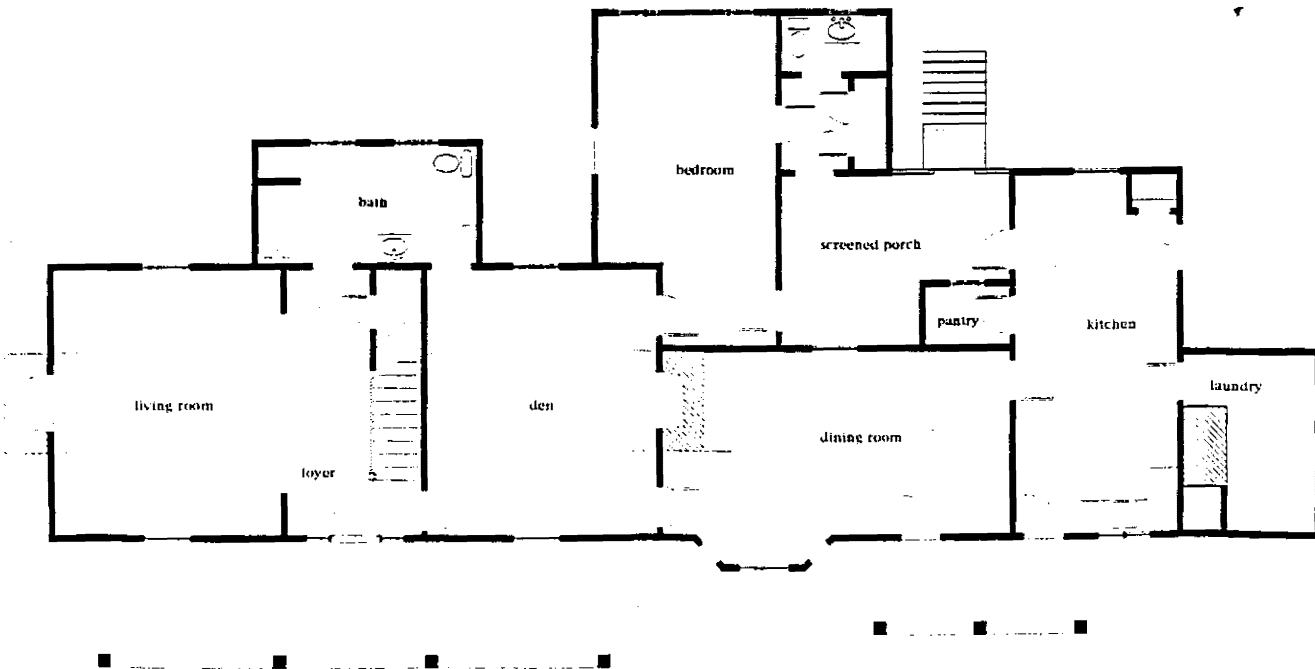 bedroom
bath
screened porch
pantry
kitchen
laundry
living room
den
dining room
foyer